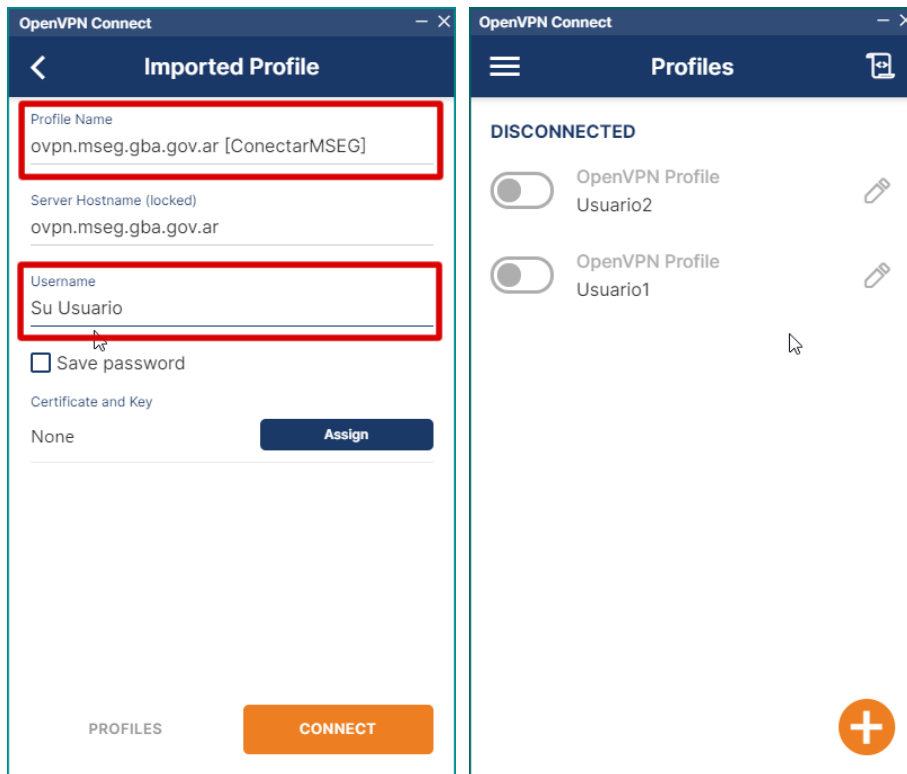 OpenVPN Connect
Imported Profile
Profile Name
ovpn.mseg.gba.gov.ar [ConectarMSEG]
Server Hostname (locked)
ovpn.mseg.gba.gov.ar
Username
Su Usuario
Save password
Certificate and Key
None
Assign
PROFILES
CONNECT
OpenVPN Connect
Profiles
DISCONNECTED
OpenVPN Profile
Usuario2
OpenVPN Profile
Usuario1